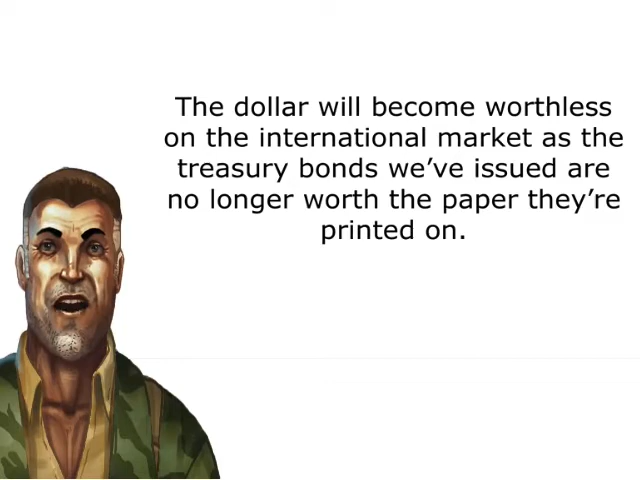 The dollar will become worthless
on the international market as the
treasury bonds we’ve issued are
no longer worth the paper they’re
printed on.